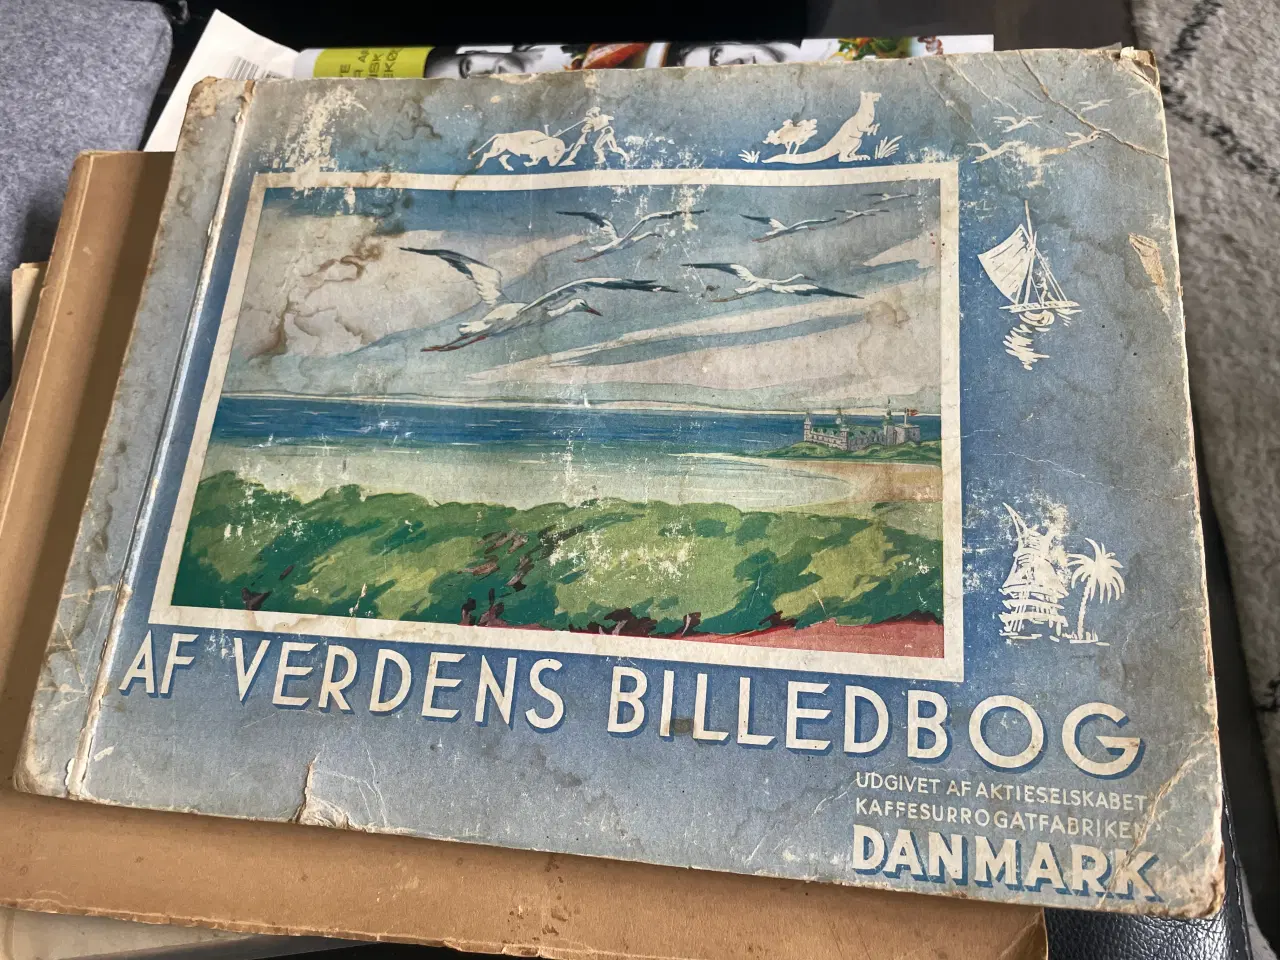 AF VERDENS BILLEDBOG
UDGIVET AF AKTIESELSKABET
KAFFESURROGATFABRIKEN
DANMARK